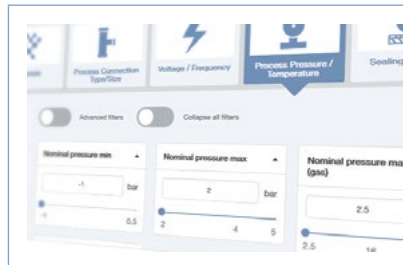 Process Connection
Type/Size
Voltage / Frequency
Process Pressure /
Temperature
Sealing
Advanced filters
Collapse all filters
Nominal pressure min
-1
bar
-1
0.5
Nominal pressure max
2
bar
2
4
5
Nominal pressure ma
(gas)
2.5
2.5
16